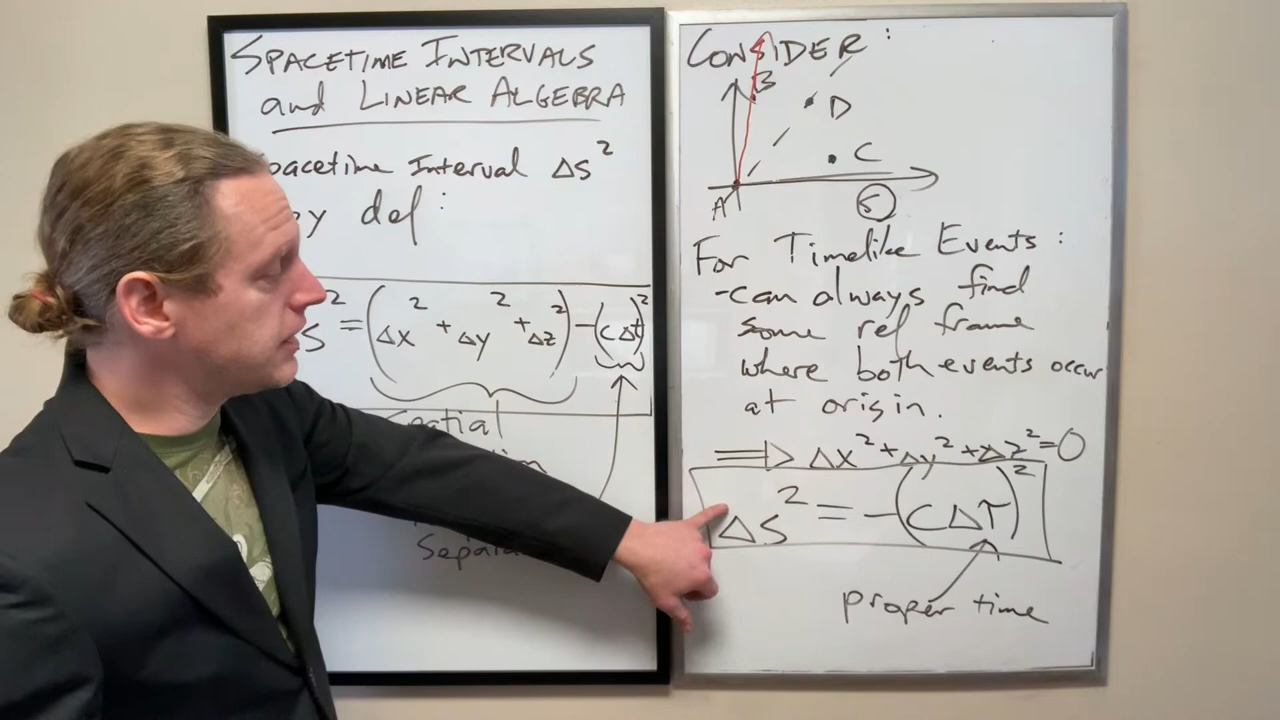 SPACETIME INTERVALS
and LINEAR ALGEBRA
pacetime Interval Δs²
y def:
s² = (Δx² + Δy² + Δz²) - (cΔt)²
CONSIDER:
B
D
C
A
For Timelike Events:
-can always find
some ref frame
where both events occur
at origin.
⟹ Δx² + Δy² + Δz² = 0
Δs² = -(cΔτ)²
proper time